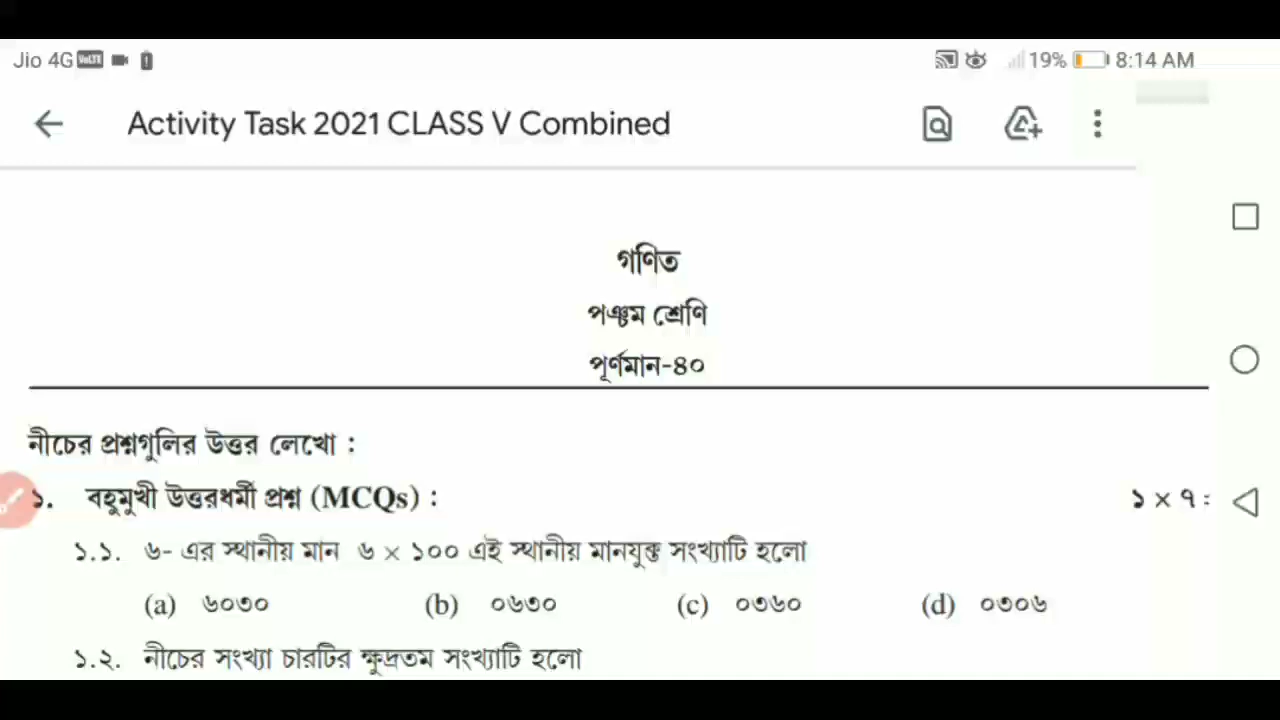 Jio 4G VoLTE 19% 8:14 AM
Activity Task 2021 CLASS V Combined
গণিত
পঞ্চম শ্রেণি
পূর্ণমান-৪০
নীচের প্রশ্নগুলির উত্তর লেখো :
১. বহুমুখী উত্তরধর্মী প্রশ্ন (MCQs) : ১ × ৭ =
১.১. ৬- এর স্থানীয় মান ৬ × ১০০ এই স্থানীয় মানযুক্ত সংখ্যাটি হলো
(a) ৬০৩০ (b) ০৬৩০ (c) ০৩৬০ (d) ০৩০৬
১.২. নীচের সংখ্যা চারটির ক্ষুদ্রতম সংখ্যাটি হলো